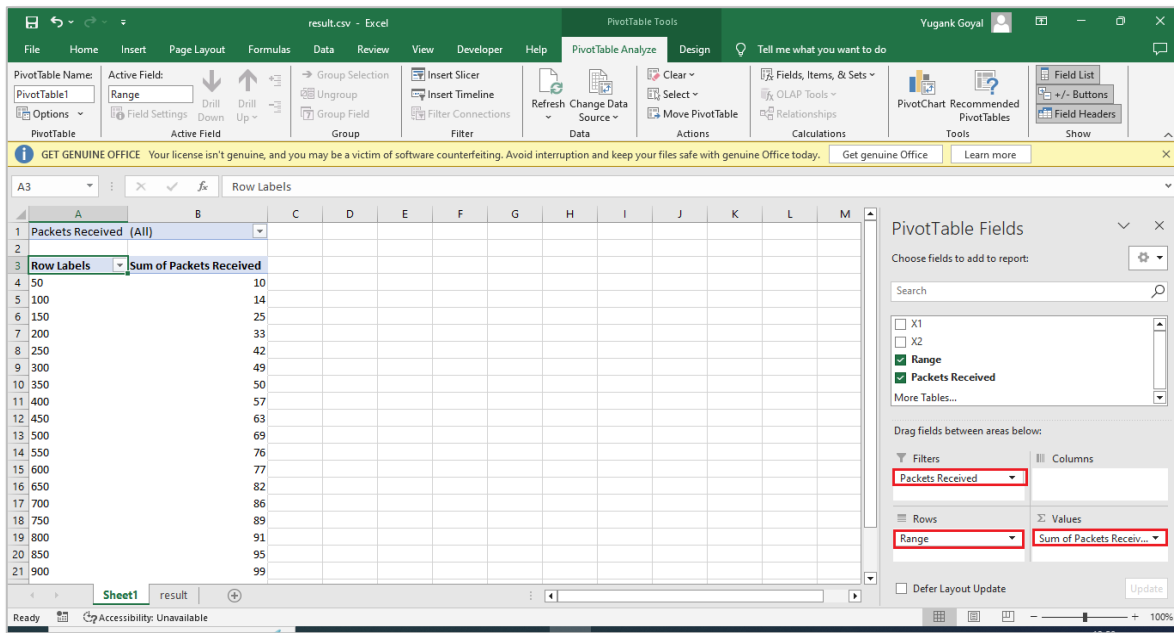 result.csv - Excel
PivotTable Tools
Yugank Goyal
File Home Insert Page Layout Formulas Data Review View Developer Help PivotTable Analyze Design Tell me what you want to do
PivotTable Name: Active Field:
PivotTable1 Range
Options Field Settings Drill Down Drill Up
Group Selection
Ungroup
Group Field
Insert Slicer
Insert Timeline
Filter Connections
Refresh Change Data Source
Clear
Select
Move PivotTable
Fields, Items, & Sets
OLAP Tools
Relationships
PivotChart Recommended PivotTables
Field List
+/- Buttons
Field Headers
PivotTable Active Field Group Filter Data Actions Calculations Tools Show
GET GENUINE OFFICE Your license isn't genuine, and you may be a victim of software counterfeiting. Avoid interruption and keep your files safe with genuine Office today. Get genuine Office Learn more
A3 fx Row Labels
A B C D E F G H I J K L M
1 Packets Received (All)
2
3 Row Labels Sum of Packets Received
4 50 10
5 100 14
6 150 25
7 200 33
8 250 42
9 300 49
10 350 50
11 400 57
12 450 63
13 500 69
14 550 76
15 600 77
16 650 82
17 700 86
18 750 89
19 800 91
20 850 95
21 900 99
PivotTable Fields
Choose fields to add to report:
Search
X1
X2
Range
Packets Received
More Tables...
Drag fields between areas below:
Filters Columns
Packets Received
Rows Σ Values
Range Sum of Packets Receiv...
Defer Layout Update Update
Sheet1 result
Ready Accessibility: Unavailable 100%